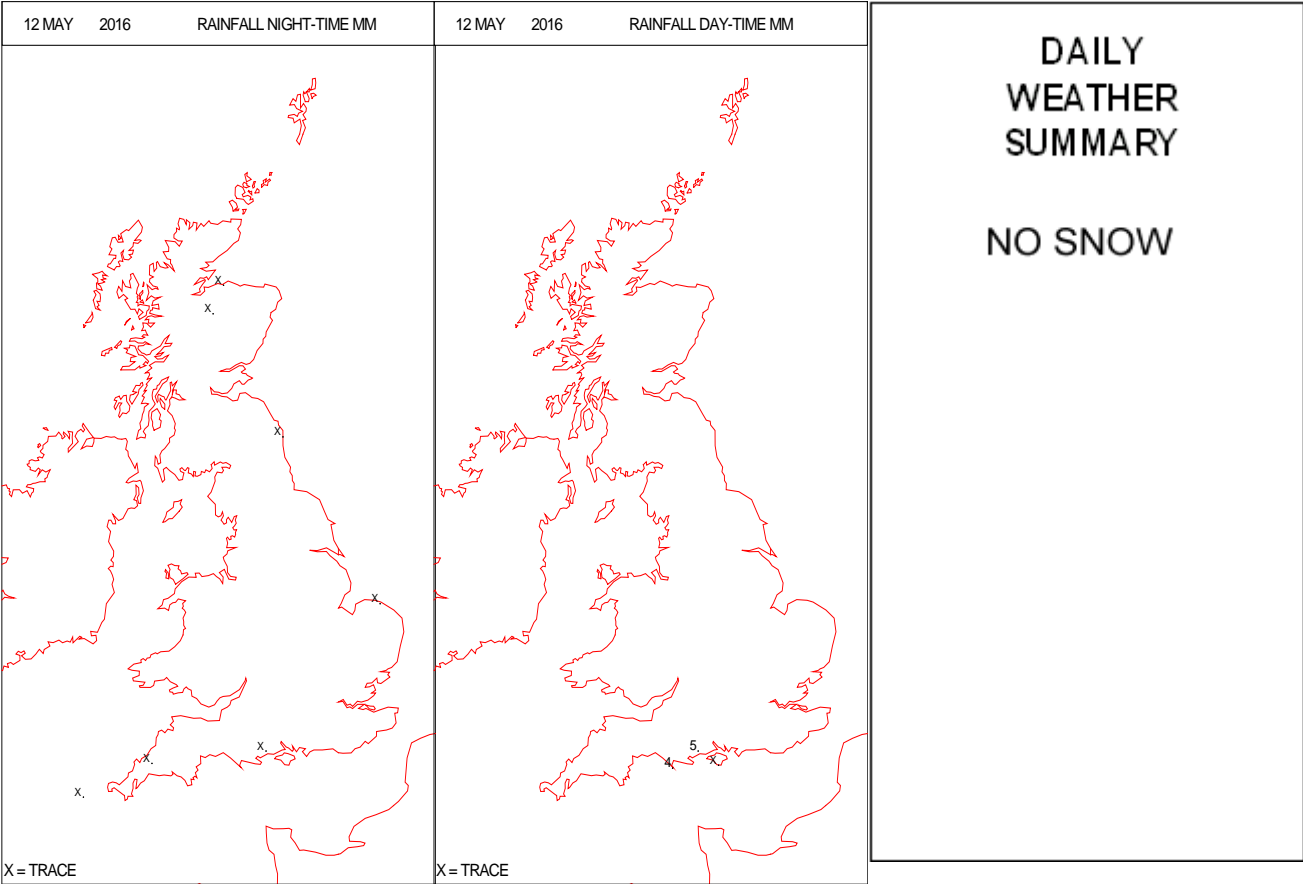 12 MAY 2016 RAINFALL NIGHT-TIME MM
X.
X.
X.
X.
X.
X.
X.
X = TRACE
12 MAY 2016 RAINFALL DAY-TIME MM
5.
4.
X.
X = TRACE
DAILY
WEATHER
SUMMARY
NO SNOW